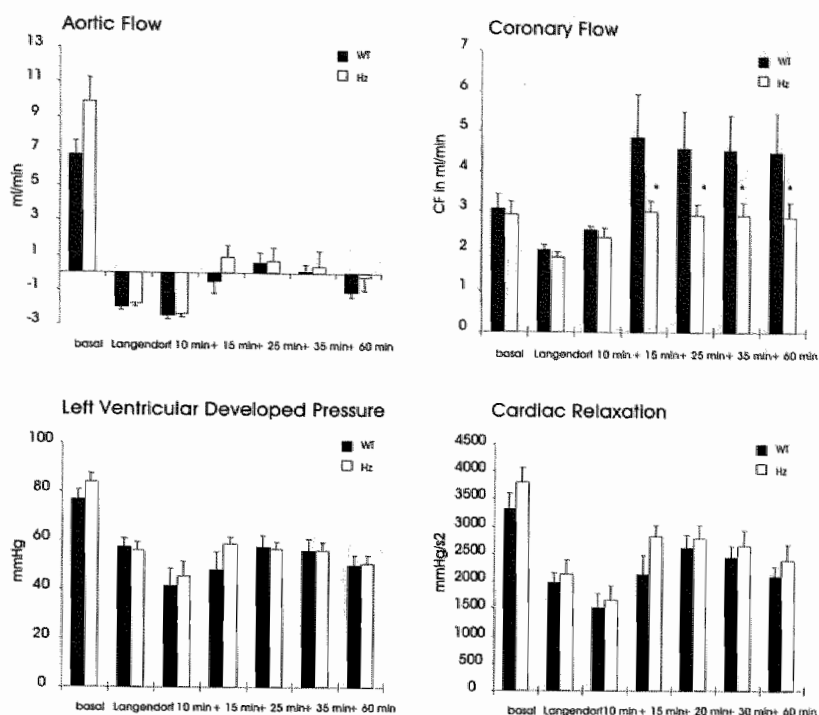 Aortic Flow
13
11
9
7
5
3
1
-1
-3
ml/min
WT
Hz
basal Langendorf 10 min+ 15 min+ 25 min+ 35 min+ 60 min
Coronary Flow
7
6
5
4
3
2
1
0
CF in ml/min
WT
Hz
* * * *
basal Langendorf 10 min+ 15 min+ 25 min+ 35 min+ 60 min
Left Ventricular Developed Pressure
100
80
60
40
20
0
mmHg
WT
Hz
basal Langendorf 10 min+ 15 min+ 25 min+ 35 min+ 60 min
Cardiac Relaxation
4500
4000
3500
3000
2500
2000
1500
1000
500
0
mmHg/s2
WT
Hz
basal Langendorf10 min+ 15 min+ 20 min+ 30 min+ 60 min